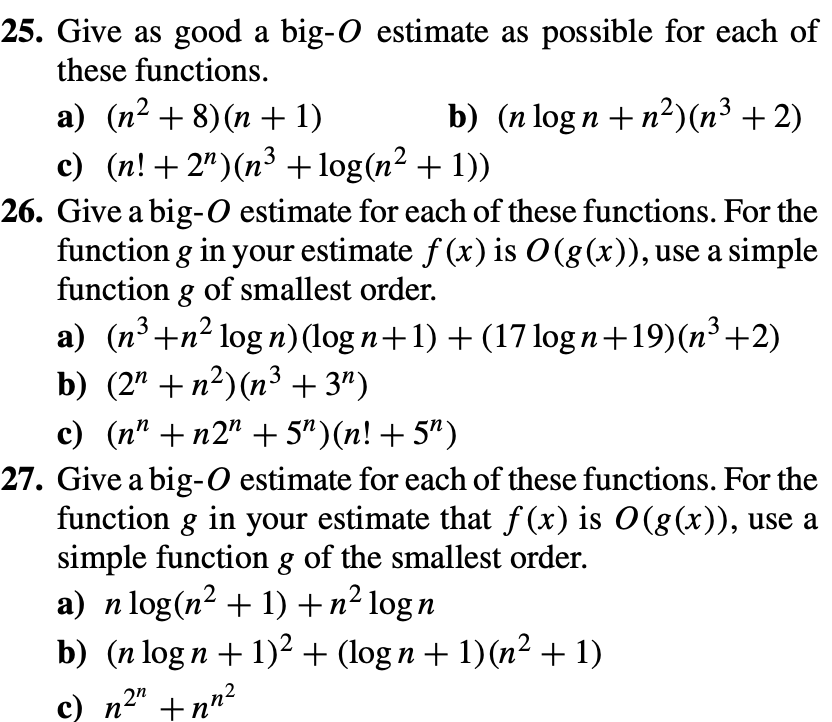 25. Give as good a big-O estimate as possible for each of
these functions.
a) (n² + 8)(n + 1) b) (n log n + n²)(n³ + 2)
c) (n! + 2ⁿ)(n³ + log(n² + 1))
26. Give a big-O estimate for each of these functions. For the
function g in your estimate f(x) is O(g(x)), use a simple
function g of smallest order.
a) (n³+n² log n)(log n+1) + (17 log n+19)(n³+2)
b) (2ⁿ + n²)(n³ + 3ⁿ)
c) (nⁿ + n2ⁿ + 5ⁿ)(n! + 5ⁿ)
27. Give a big-O estimate for each of these functions. For the
function g in your estimate that f(x) is O(g(x)), use a
simple function g of the smallest order.
a) n log(n² + 1) + n² log n
b) (n log n + 1)² + (log n + 1)(n² + 1)
c) n^(2^n) + n^(n^2)